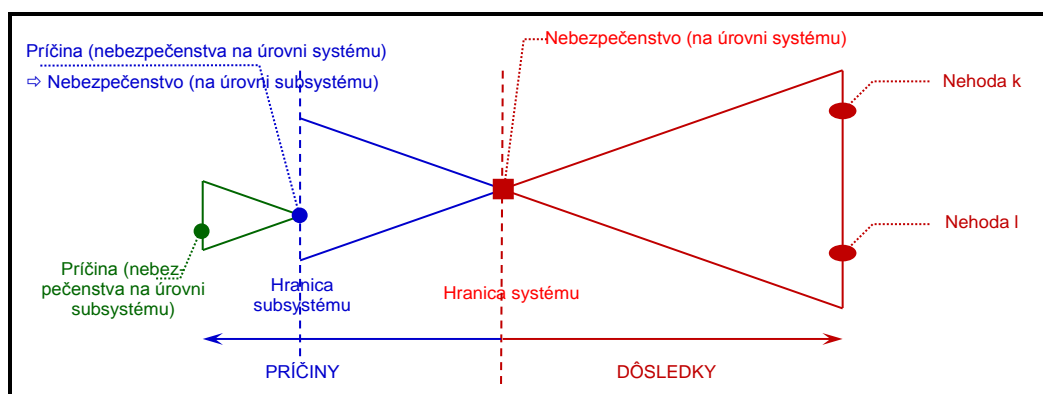 Príčina (nebezpečenstva na úrovni systému)
⇨ Nebezpečenstvo (na úrovni subsystému)
Nebezpečenstvo (na úrovni systému)
Nehoda k
Nehoda l
Príčina (nebez-
pečenstva na úrovni
subsystému)
Hranica
subsystému
Hranica systému
PRÍČINY
DÔSLEDKY